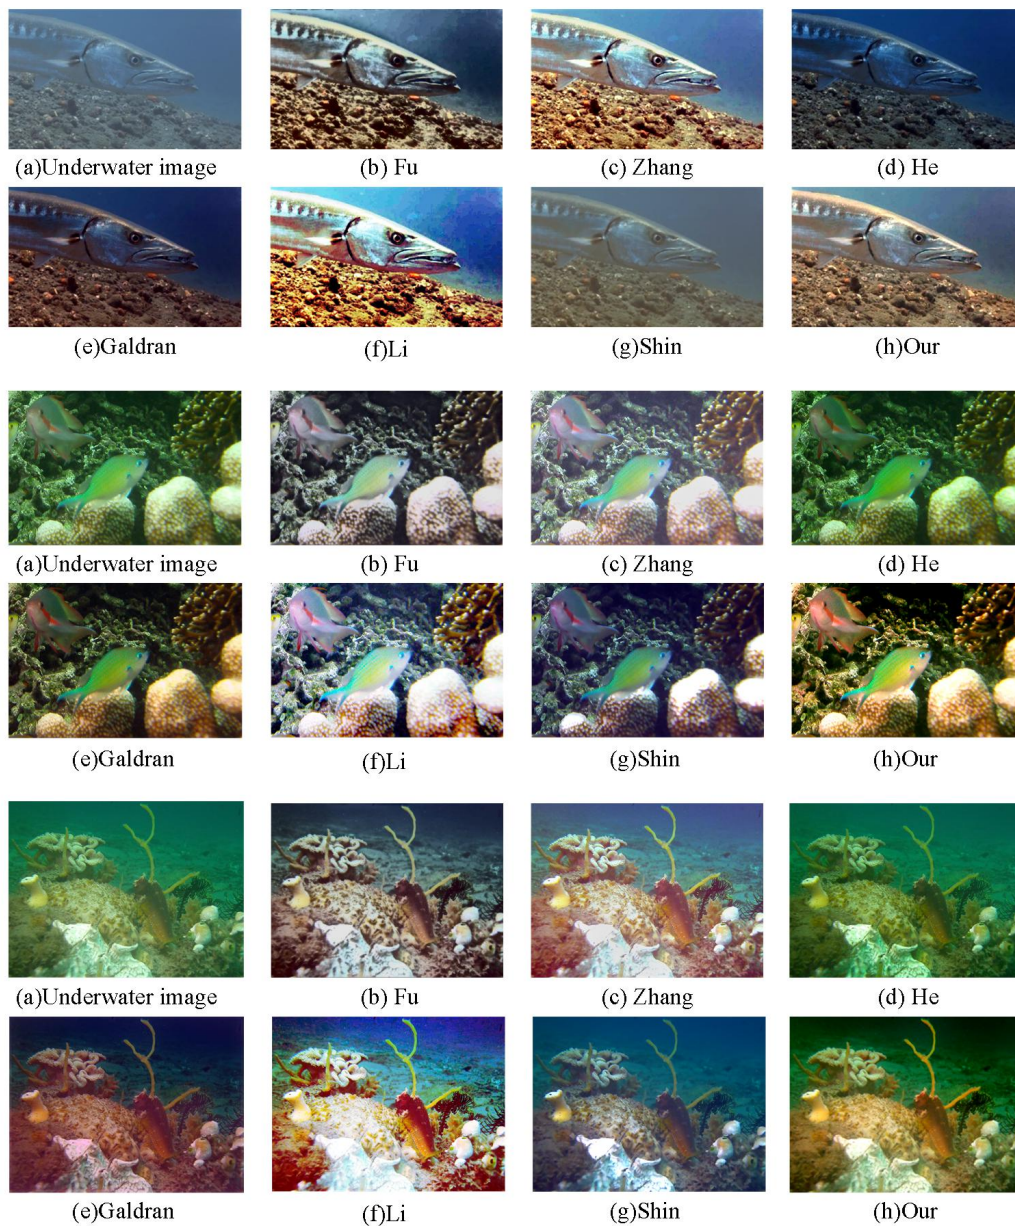 (a)Underwater image (b) Fu (c) Zhang (d) He
(e)Galdran (f)Li (g)Shin (h)Our
(a)Underwater image (b) Fu (c) Zhang (d) He
(e)Galdran (f)Li (g)Shin (h)Our
(a)Underwater image (b) Fu (c) Zhang (d) He
(e)Galdran (f)Li (g)Shin (h)Our